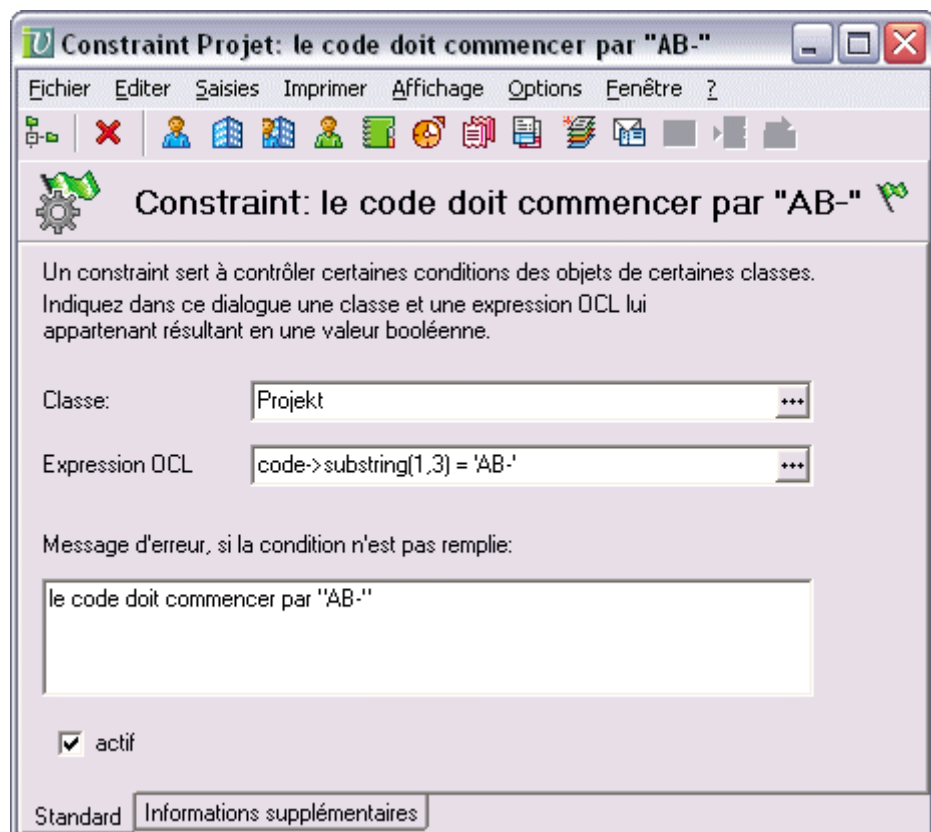 Constraint Projet: le code doit commencer par "AB-"
Fichier Editer Saisies Imprimer Affichage Options Fenêtre ?
Constraint: le code doit commencer par "AB-"
Un constraint sert à contrôler certaines conditions des objets de certaines classes.
Indiquez dans ce dialogue une classe et une expression OCL lui
appartenant résultant en une valeur booléenne.
Classe: Projekt
Expression OCL code->substring(1,3) = 'AB-'
Message d'erreur, si la condition n'est pas remplie:
le code doit commencer par "AB-"
actif
Standard Informations supplémentaires